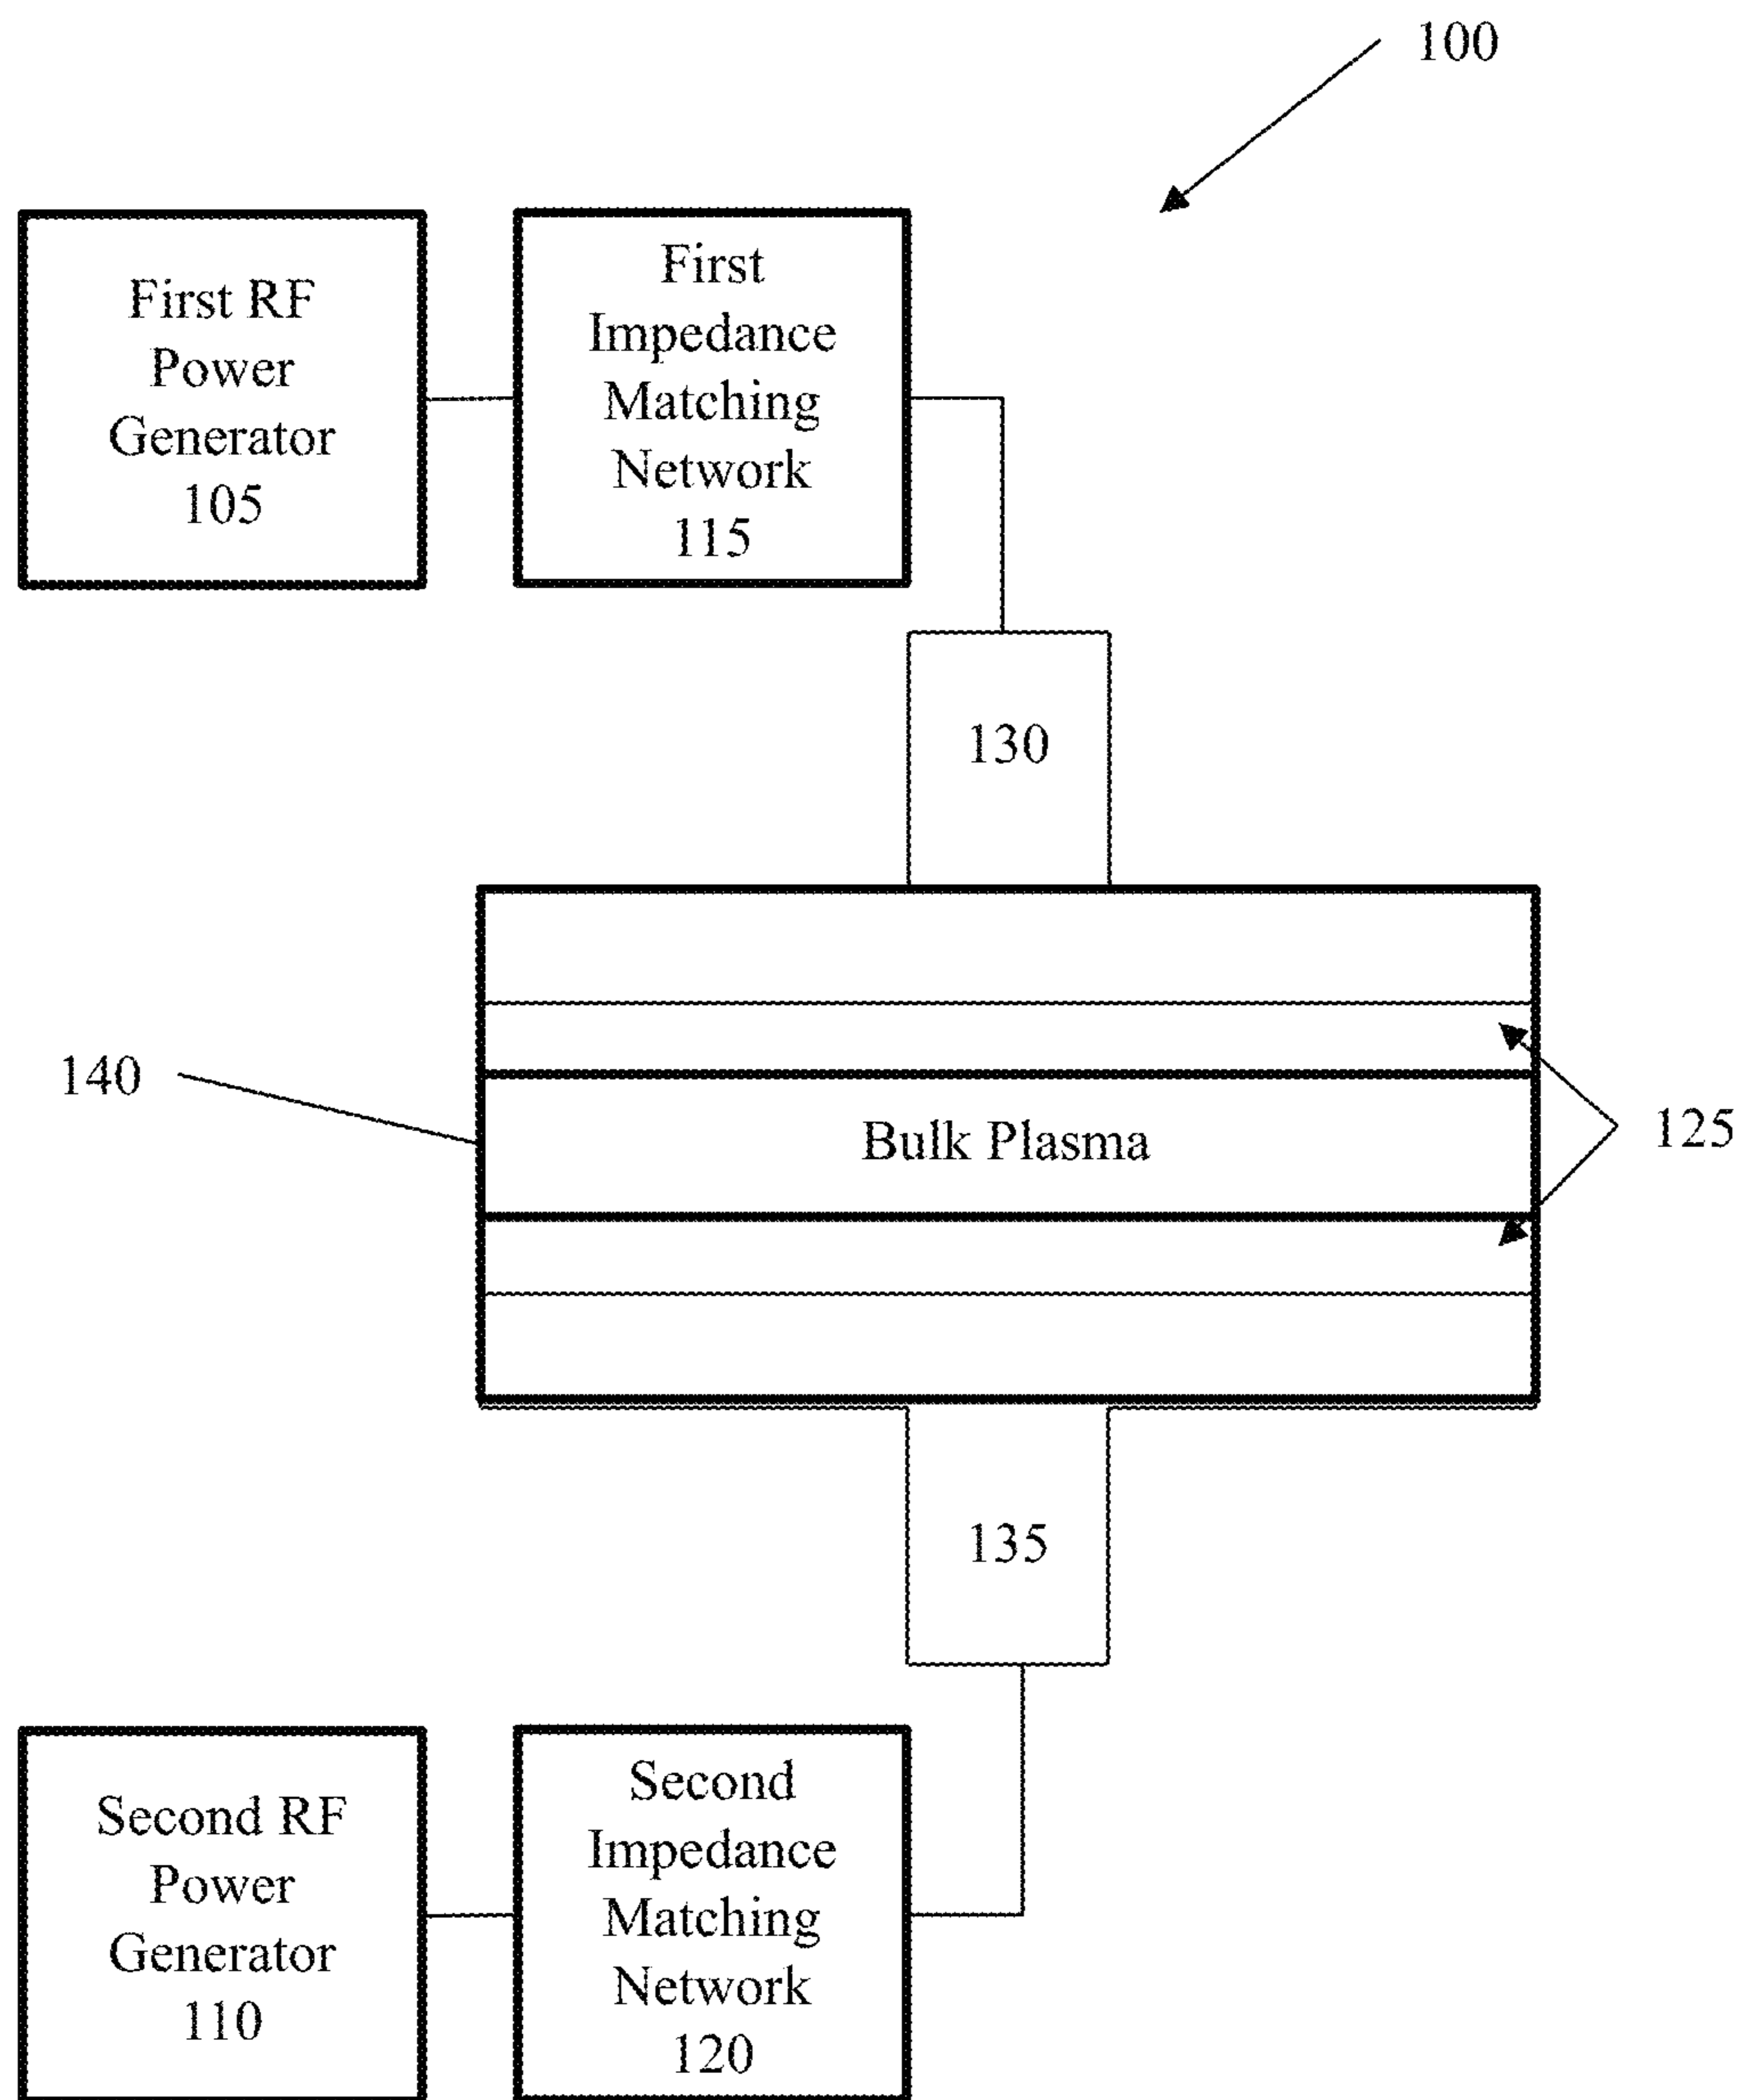 100
First RF
Power
Generator
105
First
Impedance
Matching
Network
115
130
140
Bulk Plasma
125
135
Second RF
Power
Generator
110
Second
Impedance
Matching
Network
120